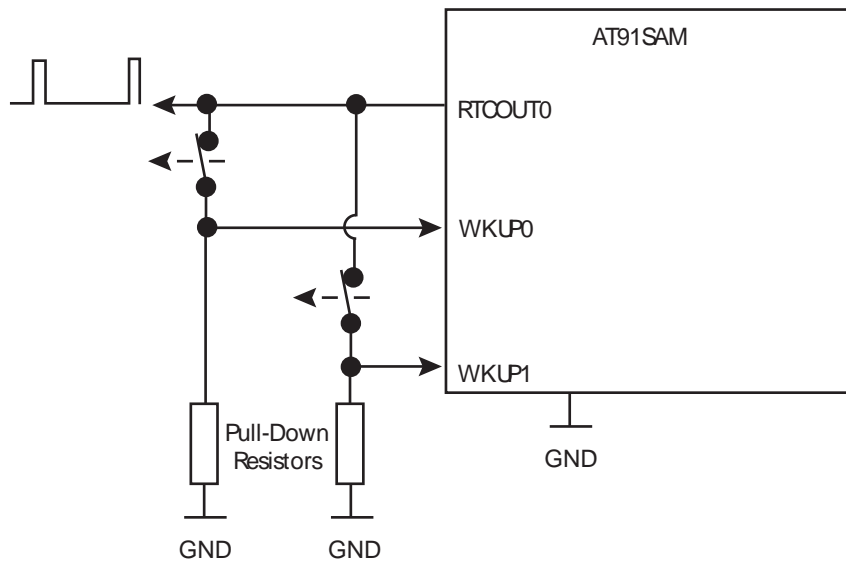 AT91SAM
RTCOUT0
WKUP0
WKUP1
Pull-Down
Resistors
GND
GND
GND